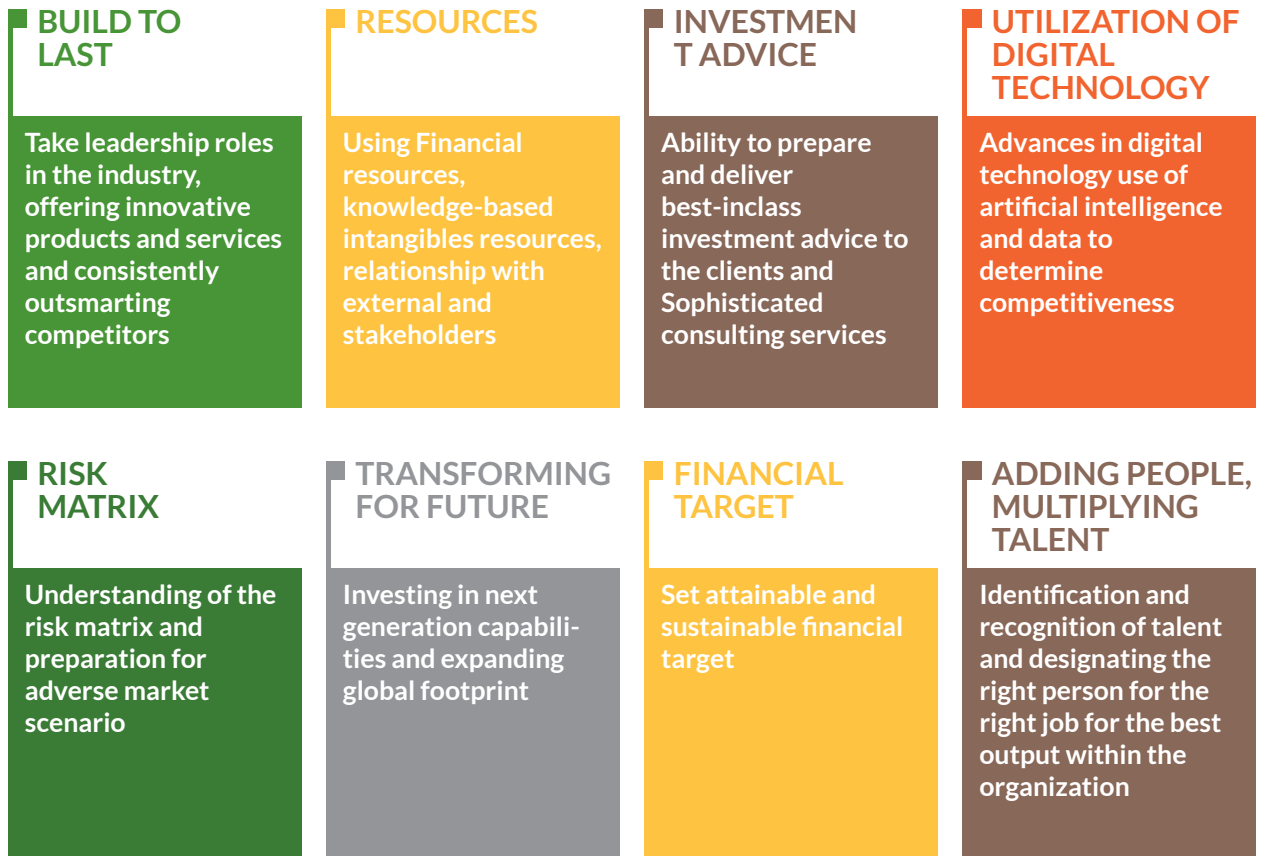 BUILD TO
LAST
Take leadership roles
in the industry,
offering innovative
products and services
and consistently
outsmarting
competitors
RESOURCES
Using Financial
resources,
knowledge-based
intangibles resources,
relationship with
external and
stakeholders
INVESTMEN
T ADVICE
Ability to prepare
and deliver
best-inclass
investment advice to
the clients and
Sophisticated
consulting services
UTILIZATION OF
DIGITAL
TECHNOLOGY
Advances in digital
technology use of
artificial intelligence
and data to
determine
competitiveness
RISK
MATRIX
Understanding of the
risk matrix and
preparation for
adverse market
scenario
TRANSFORMING
FOR FUTURE
Investing in next
generation capabili-
ties and expanding
global footprint
FINANCIAL
TARGET
Set attainable and
sustainable financial
target
ADDING PEOPLE,
MULTIPLYING
TALENT
Identification and
recognition of talent
and designating the
right person for the
right job for the best
output within the
organization